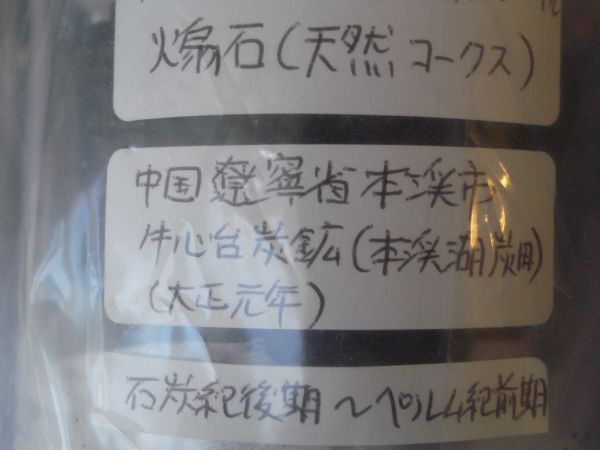 煽石(天然コークス)
中国遼寧省本渓市
牛心台炭鉱(本渓湖炭田)
(大正元年)
石炭紀後期~ペルム紀前期